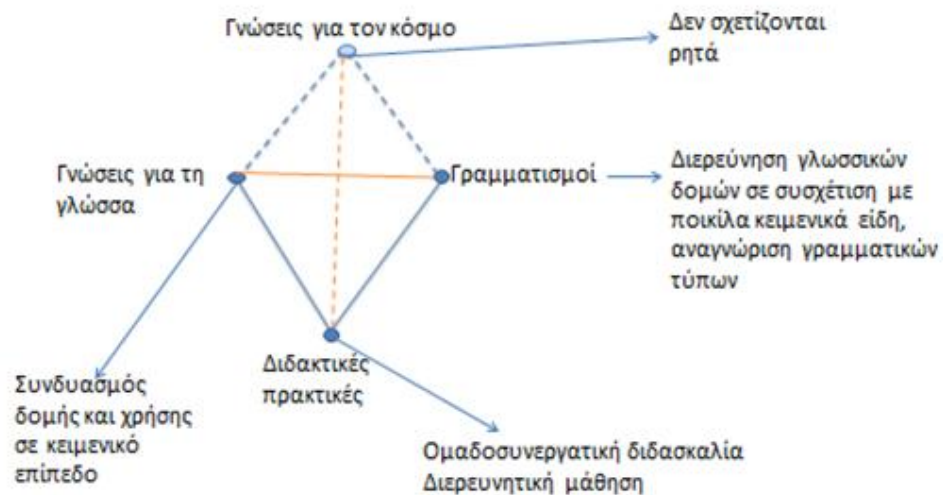 Γνώσεις για τον κόσμο
Δεν σχετίζονται
ρητά
Γνώσεις για τη
γλώσσα
Γραμματισμοί
Διερεύνηση γλωσσικών
δομών σε συσχέτιση με
ποικίλα κειμενικά είδη,
αναγνώριση γραμματικών
τύπων
Διδακτικές
πρακτικές
Συνδυασμός
δομής και χρήσης
σε κειμενικό
επίπεδο
Ομαδοσυνεργατική διδασκαλία
Διερευνητική μάθηση